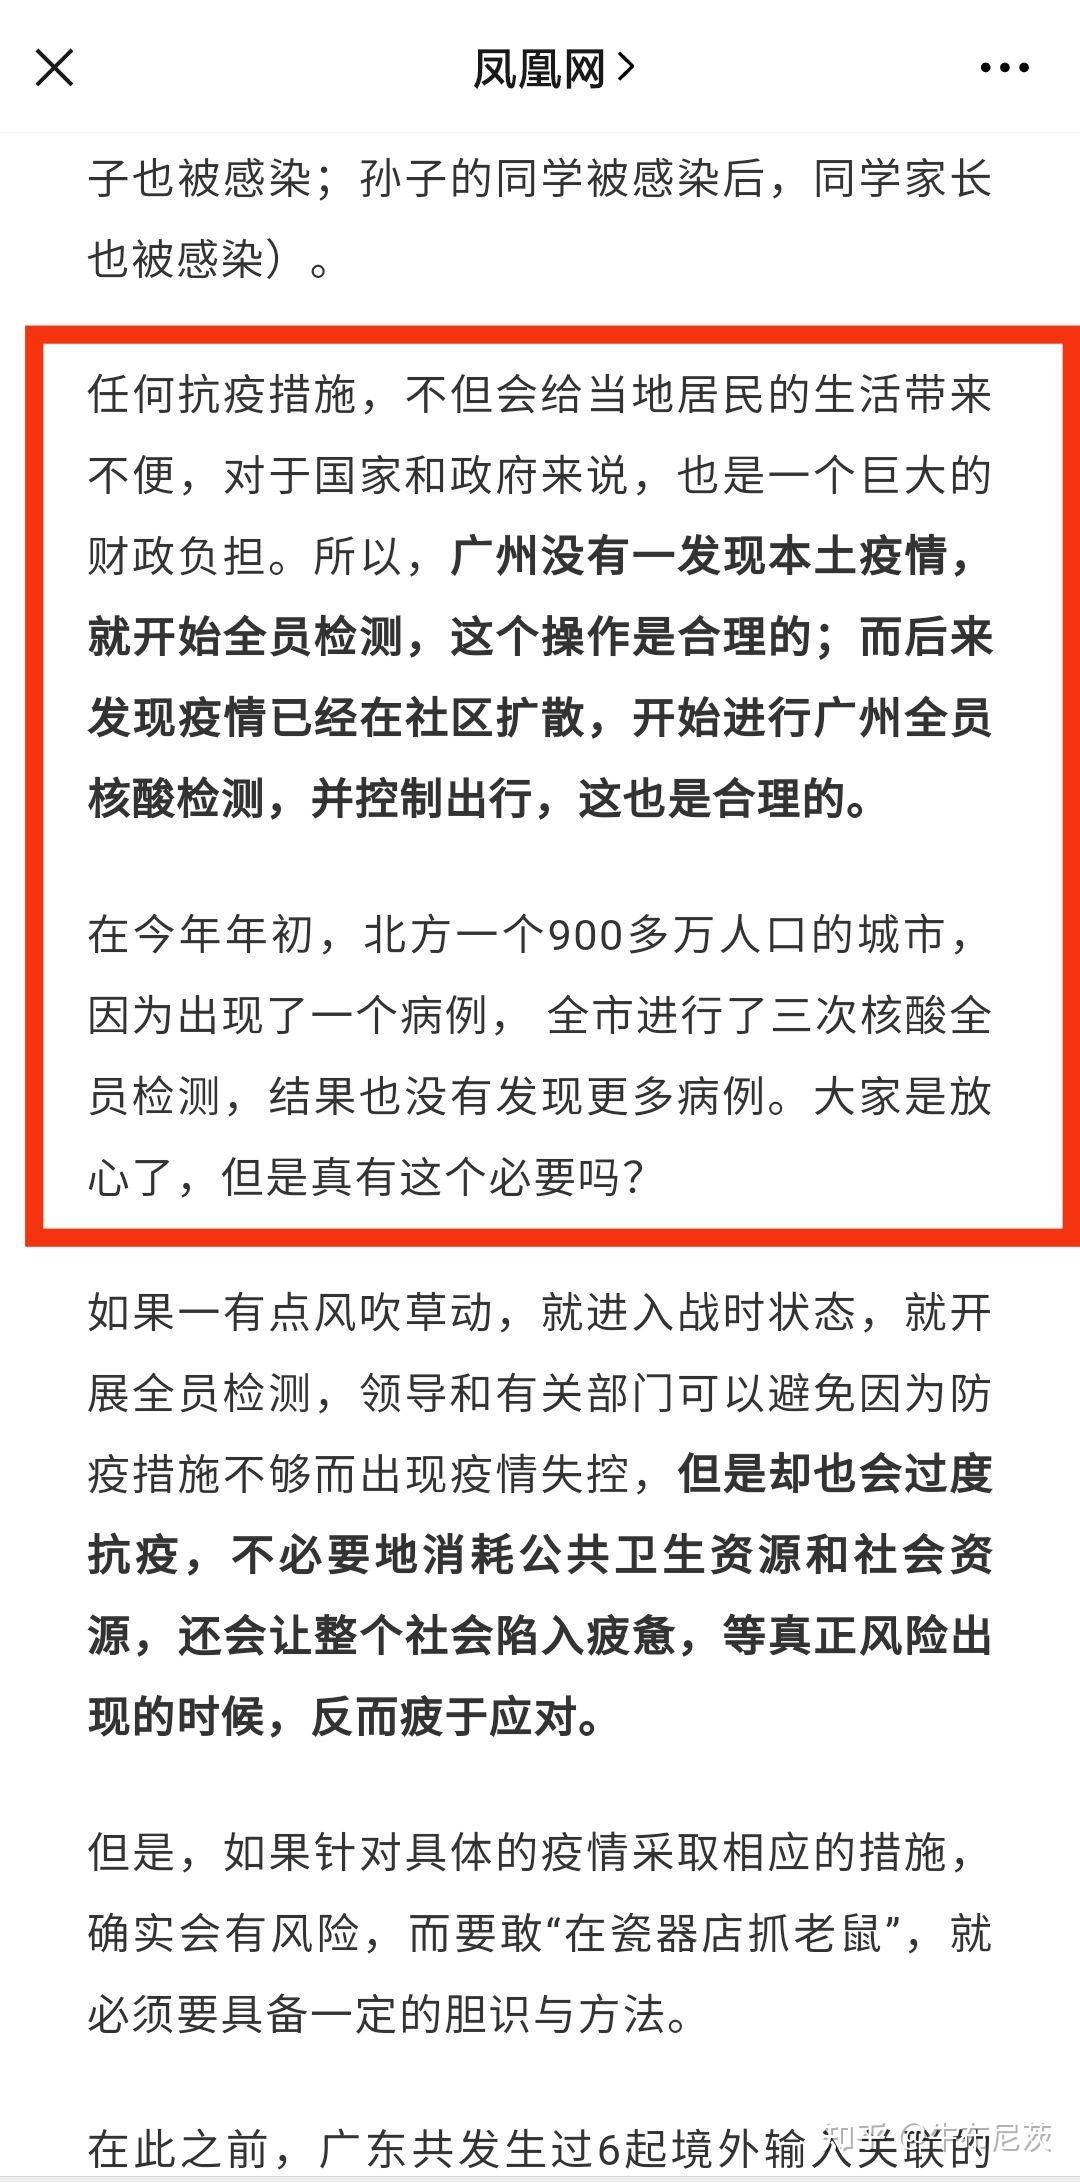 凤凰网
子也被感染；孙子的同学被感染后，同学家长
也被感染）。
任何抗疫措施，不但会给当地居民的生活带来
不便，对于国家和政府来说，也是一个巨大的
财政负担。所以，广州没有一发现本土疫情，
就开始全员检测，这个操作是合理的；而后来
发现疫情已经在社区扩散，开始进行广州全员
核酸检测，并控制出行，这也是合理的。
在今年年初，北方一个900多万人口的城市，
因为出现了一个病例， 全市进行了三次核酸全
员检测，结果也没有发现更多病例。大家是放
心了，但是真有这个必要吗？
如果一有点风吹草动，就进入战时状态，就开
展全员检测，领导和有关部门可以避免因为防
疫措施不够而出现疫情失控，但是却也会过度
抗疫，不必要地消耗公共卫生资源和社会资
源，还会让整个社会陷入疲惫，等真正风险出
现的时候，反而疲于应对。
但是，如果针对具体的疫情采取相应的措施，
确实会有风险，而要敢“在瓷器店抓老鼠”，就
必须要具备一定的胆识与方法。
在此之前，广东共发生过6起境外输入关联的
知乎 @牛布尼茨